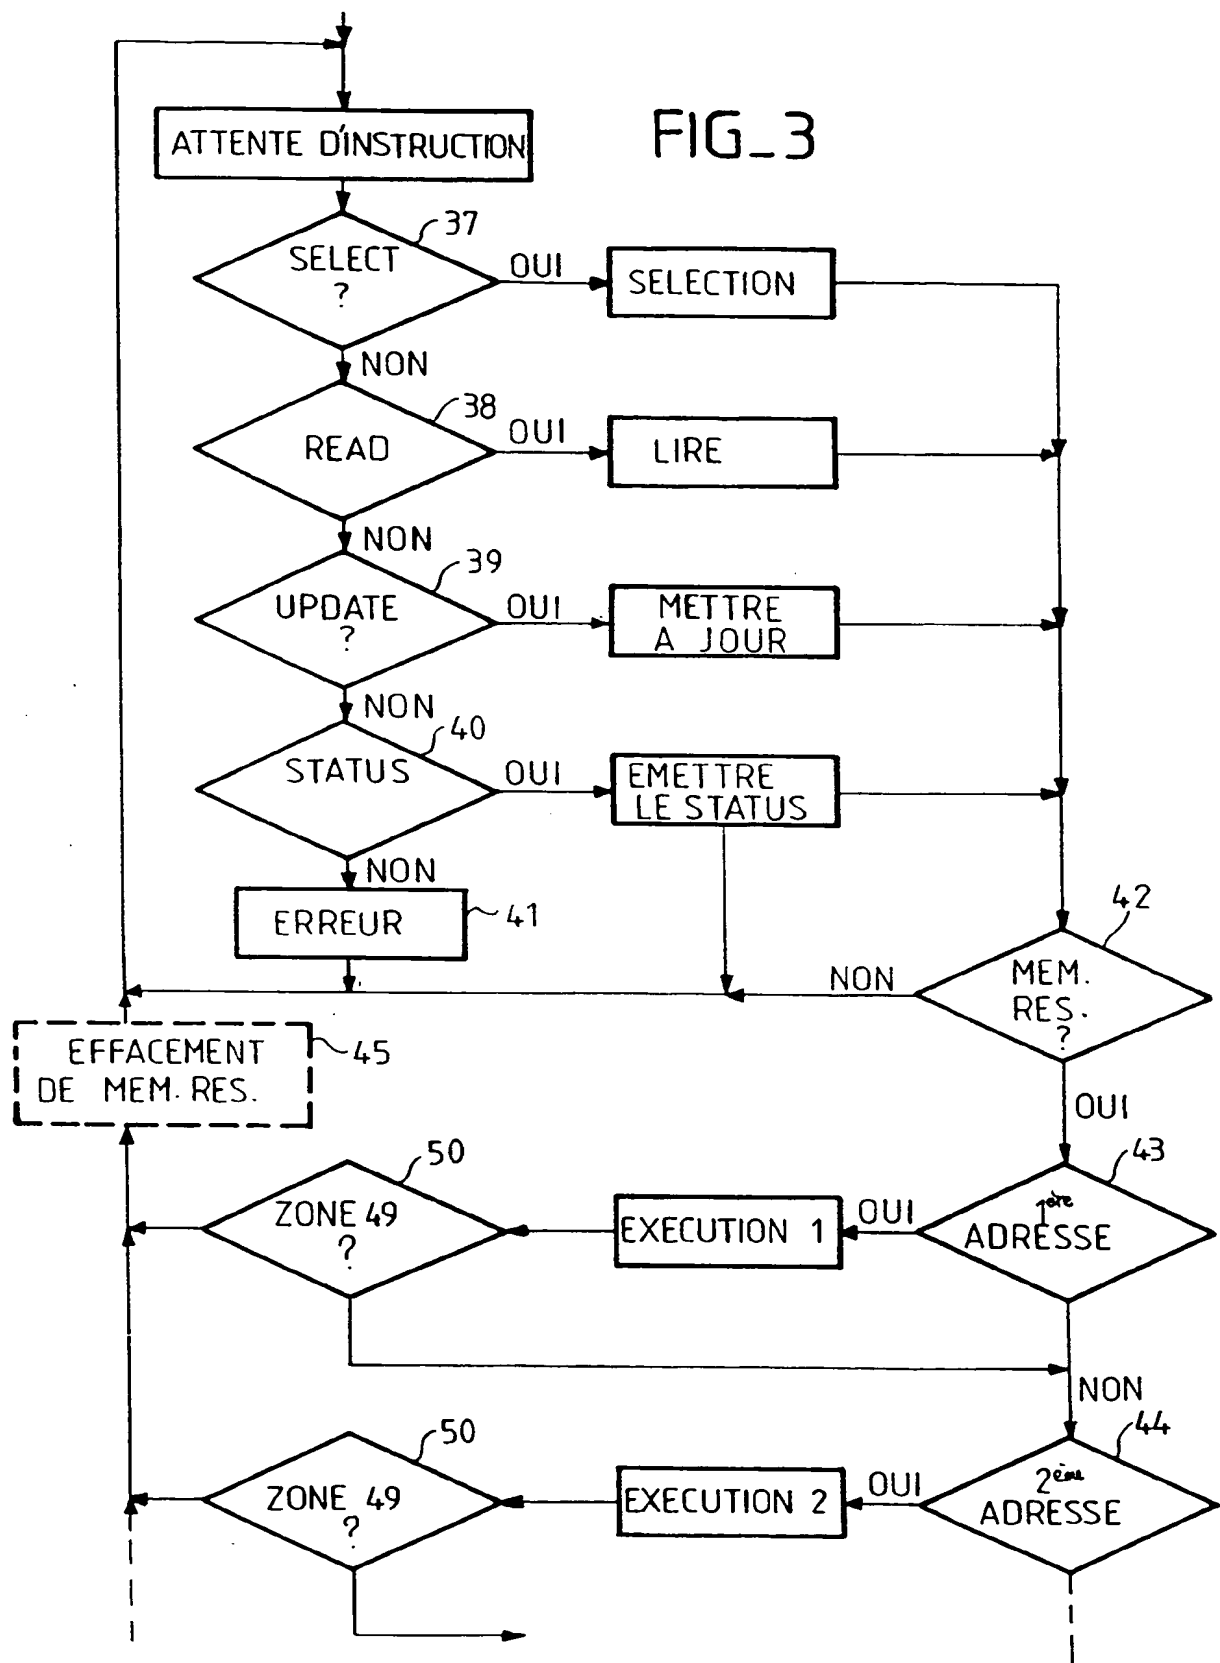 FIG_3
ATTENTE D'INSTRUCTION
37
SELECT
?
OUI
SELECTION
NON
38
READ
OUI
LIRE
NON
39
UPDATE
?
OUI
METTRE
A JOUR
NON
40
STATUS
OUI
EMETTRE
LE STATUS
NON
ERREUR
41
42
MEM.
RES.
?
NON
OUI
EFFACEMENT
DE MEM. RES.
45
43
1ère
ADRESSE
OUI
EXECUTION 1
50
ZONE 49
?
NON
44
2ème
ADRESSE
OUI
EXECUTION 2
50
ZONE 49
?